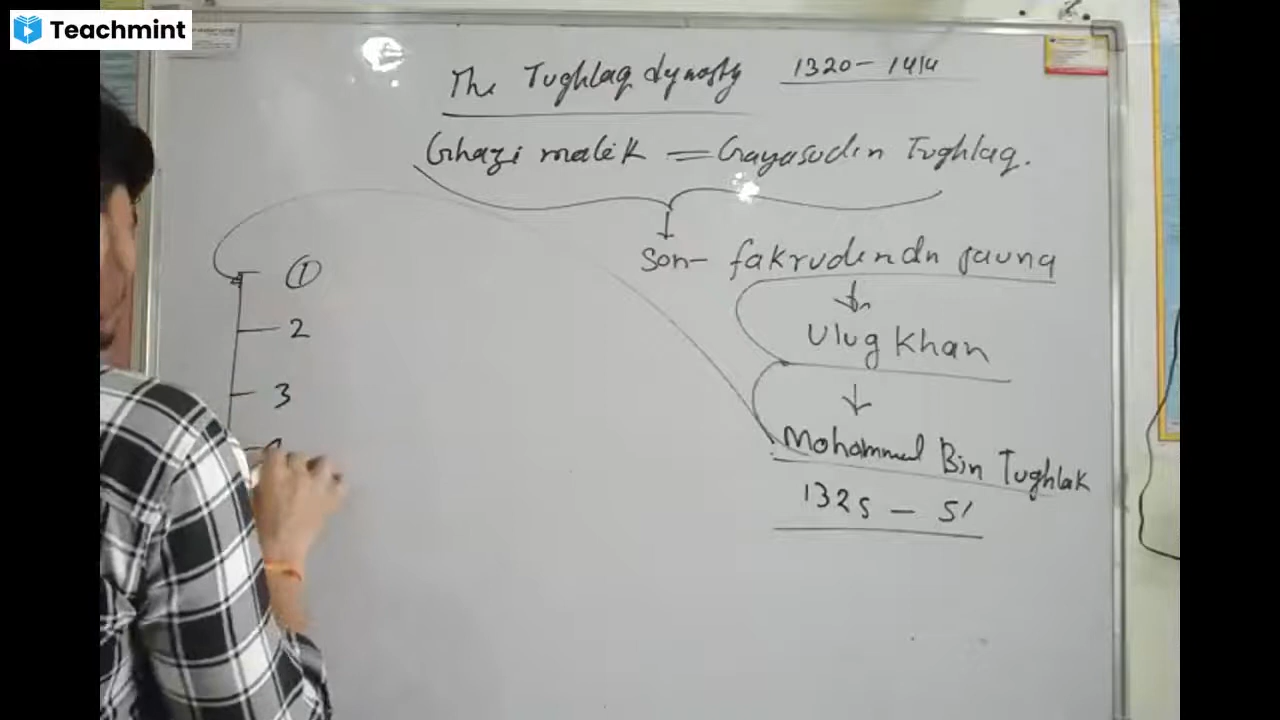 Teachmint
The Tughlaq dynasty 1320-1414
Ghazi malik = Gayasudin Tughlaq.
Son- fakrudendn jauna
Ulug Khan
Mohammed Bin Tughlak
1325 - 51
1
2
3